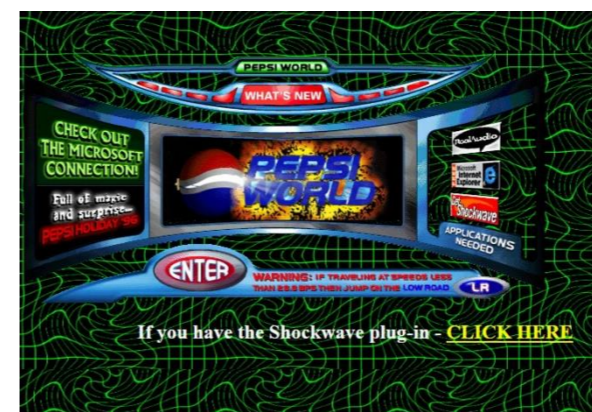 PEPSI WORLD
WHAT'S NEW
CHECK OUT
THE MICROSOFT
CONNECTION!
Full of magic
and surprise—
PEPSI HOLIDAY '96
PEPSI
WORLD
RealAudio
Microsoft
Internet
Explorer
Get
Shockwave
APPLICATIONS
NEEDED
ENTER
WARNING: IF TRAVELING AT SPEEDS LESS
THAN 28.8 BPS THEN JUMP ON THE LOW ROAD
LR
If you have the Shockwave plug-in - CLICK HERE